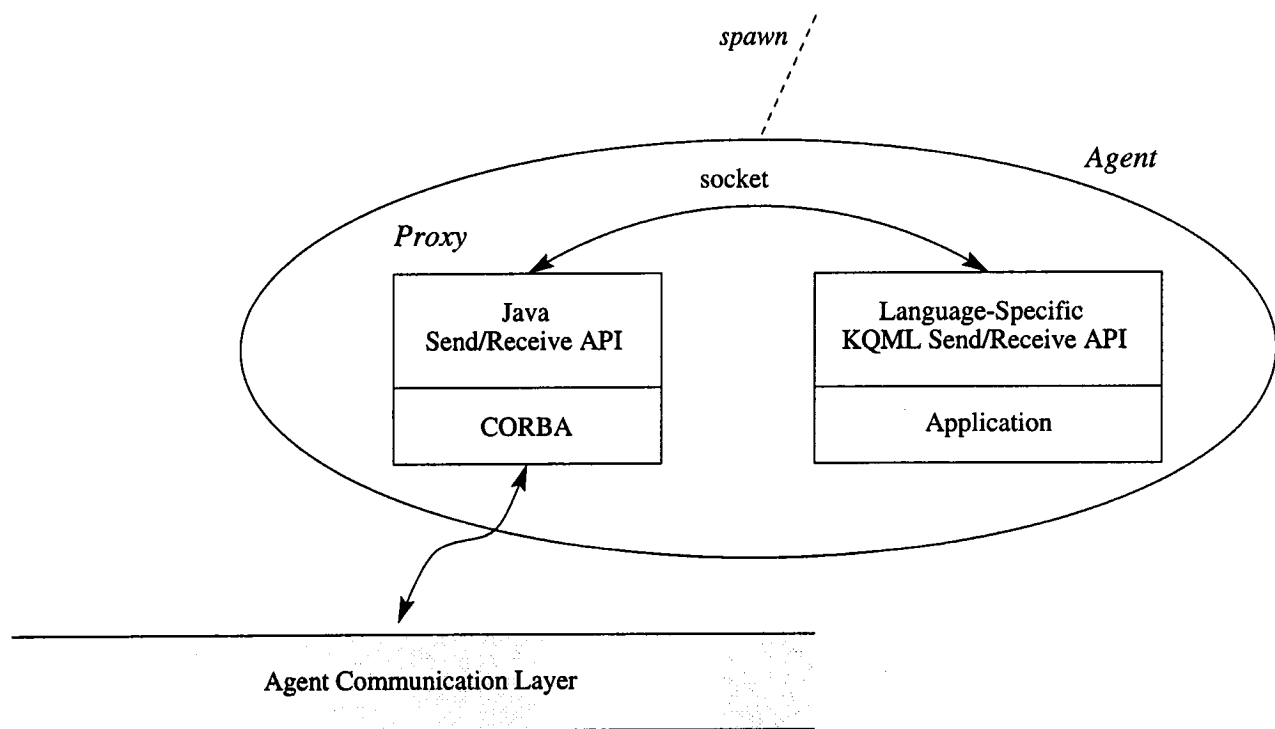 spawn
Agent
socket
Proxy
Java
Send/Receive API
CORBA
Language-Specific
KQML Send/Receive API
Application
Agent Communication Layer